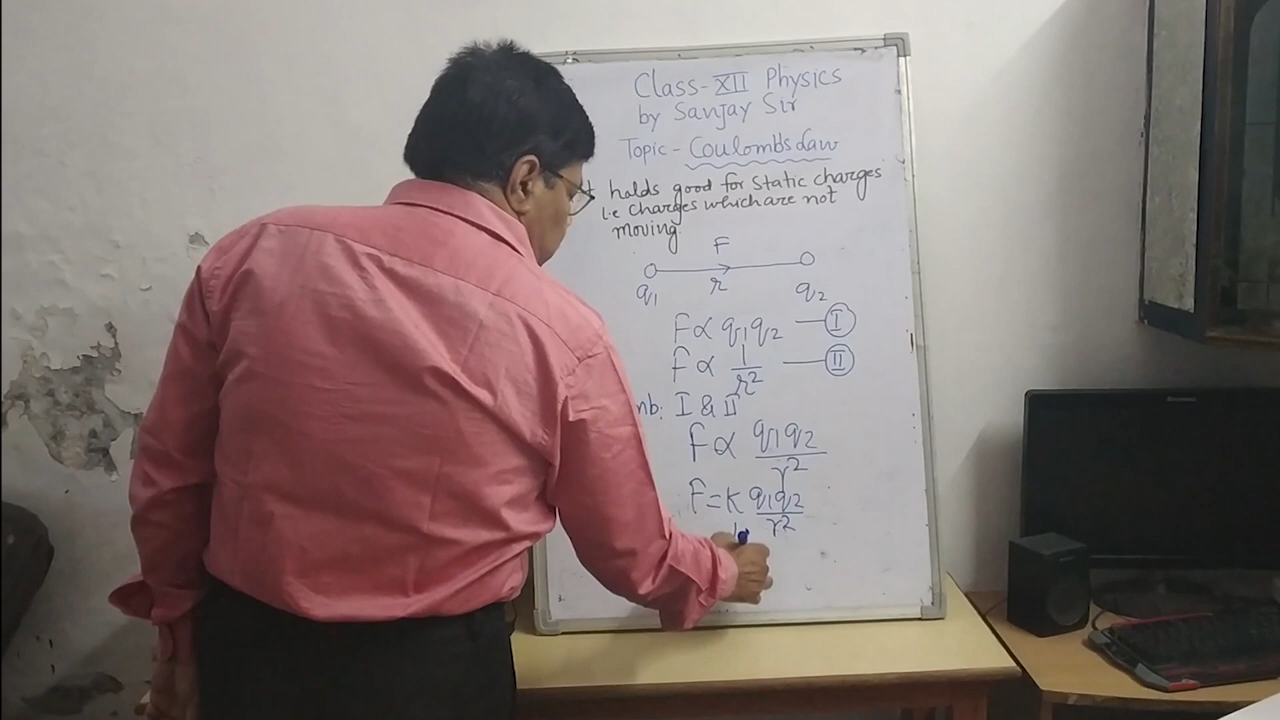 Class-XII Physics
by Sanjay Sir
Topic - Coulomb's Law
t holds good for Static charges
i.e charges which are not
moving.
F
r
q1 q2
F ∝ q1q2 — I
F ∝ 1/r² — II
mb: I & II
F ∝ q1q2/r²
F = K q1q2/r²